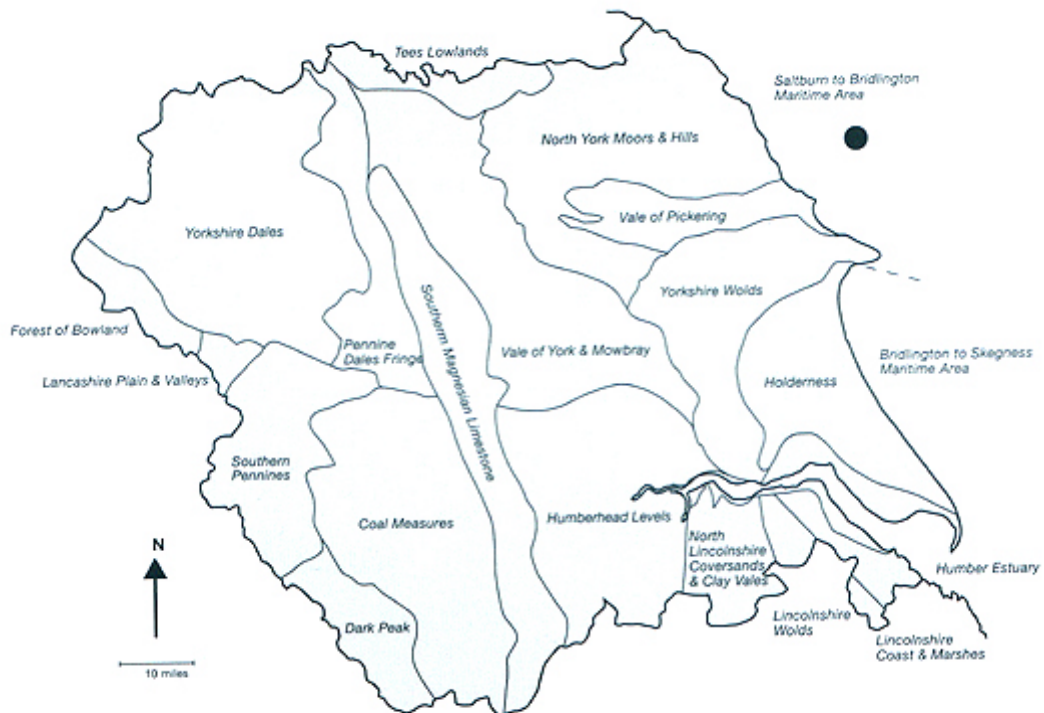 Tees Lowlands
Saltburn to Bridlington
Maritime Area
North York Moors & Hills
Vale of Pickering
Yorkshire Dales
Yorkshire Wolds
Forest of Bowland
Pennine
Dales Fringe
Southern Magnesian Limestone
Vale of York & Mowbray
Bridlington to Skegness
Maritime Area
Lancashire Plain & Valleys
Holderness
Southern
Pennines
Coal Measures
Humberhead Levels
North
Lincolnshire
Coversands
& Clay Vales
Humber Estuary
N
Dark Peak
Lincolnshire
Wolds
Lincolnshire
Coast & Marshes
10 miles